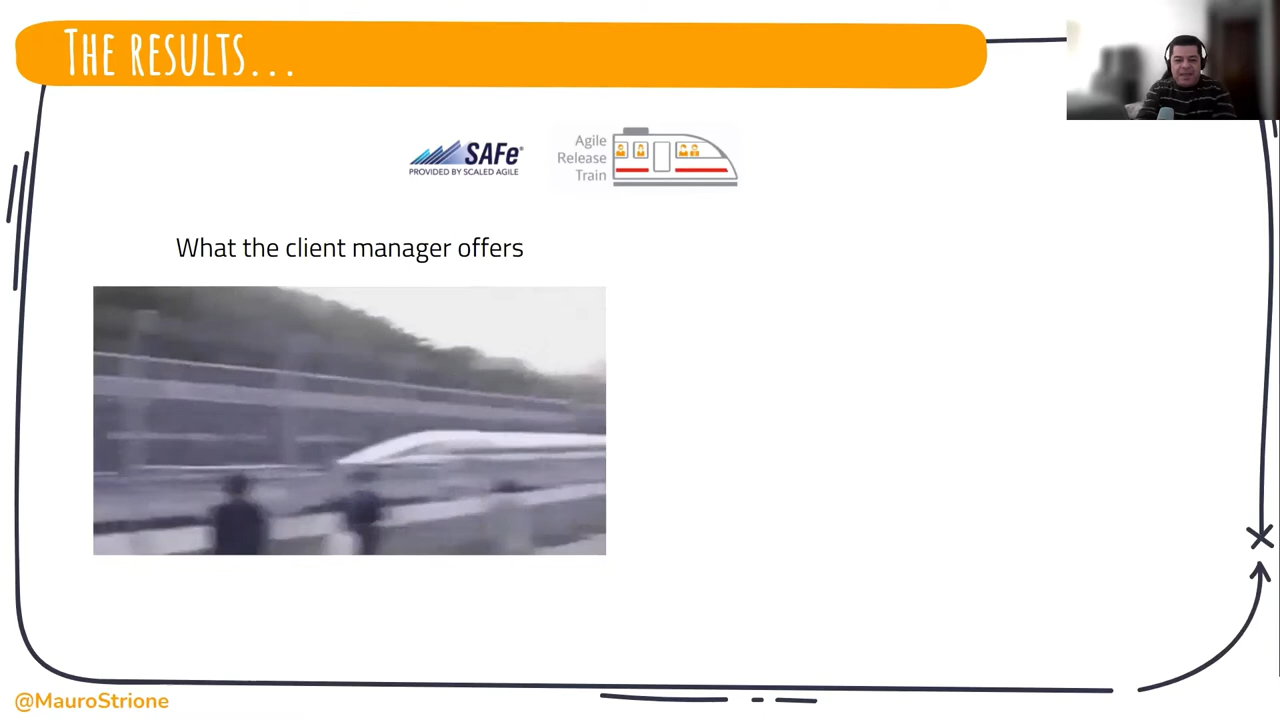 THE RESULTS...
SAFe®
PROVIDED BY SCALED AGILE
Agile
Release
Train
What the client manager offers
@MauroStrione